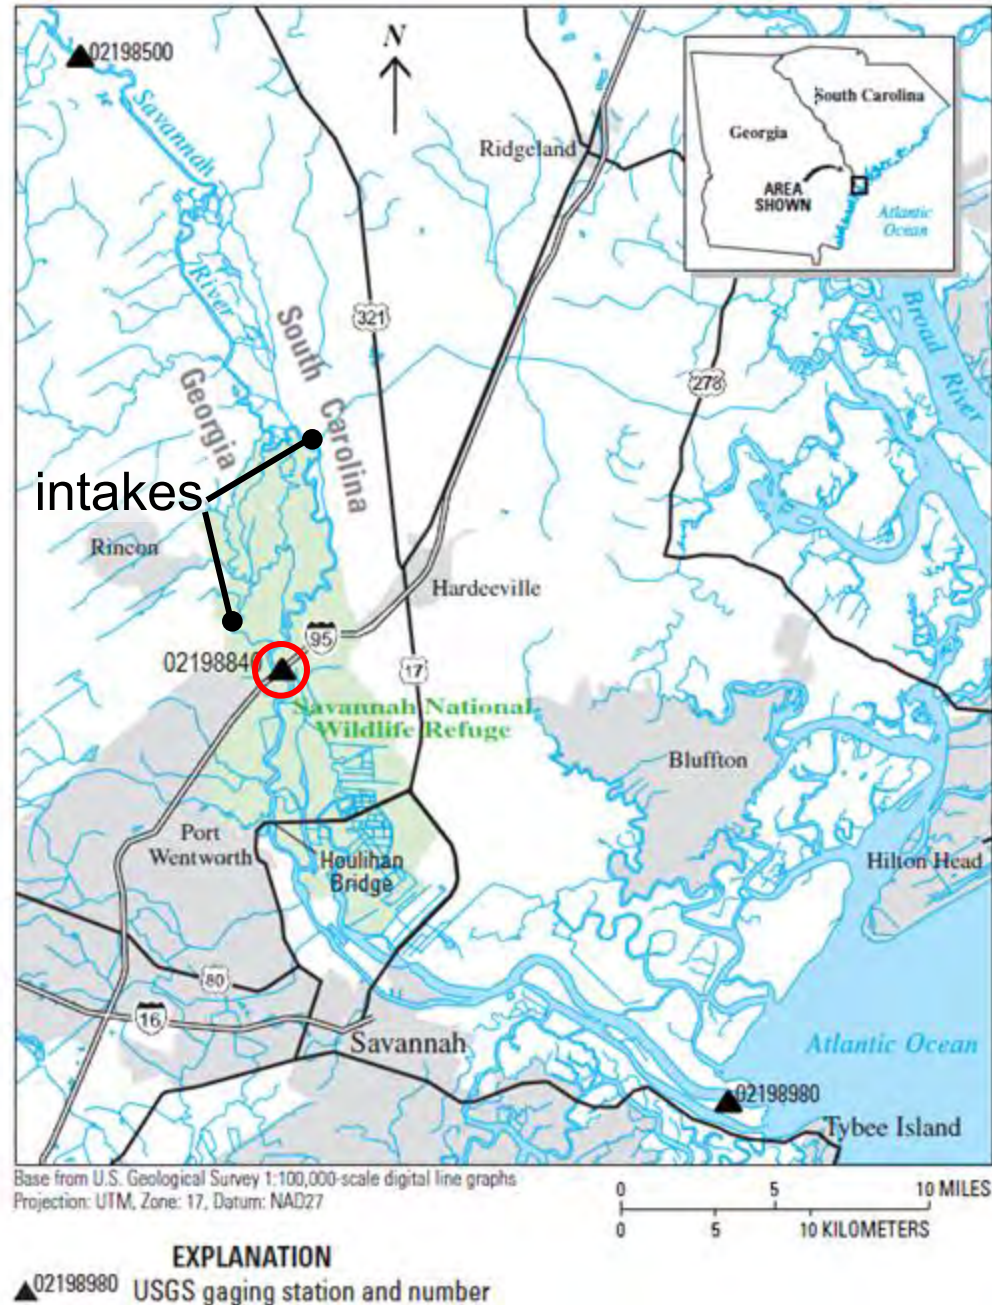 02198500
N
Savannah
River
Ridgeland
South Carolina
Georgia
AREA
SHOWN
Atlantic
Ocean
321
South
Carolina
Georgia
278
Broad River
intakes
Rincon
Hardeeville
95
02198840
17
Savannah National
Wildlife Refuge
Bluffton
Port
Wentworth
Houlihan
Bridge
Hilton Head
80
16
Savannah
Atlantic Ocean
02198980
Tybee Island
Base from U.S. Geological Survey 1:100,000-scale digital line graphs
Projection: UTM, Zone: 17, Datum: NAD27
0 5 10 MILES
0 5 10 KILOMETERS
EXPLANATION
02198980 USGS gaging station and number